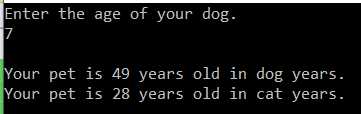 Enter the age of your dog.
7
Your pet is 49 years old in dog years.
Your pet is 28 years old in cat years.